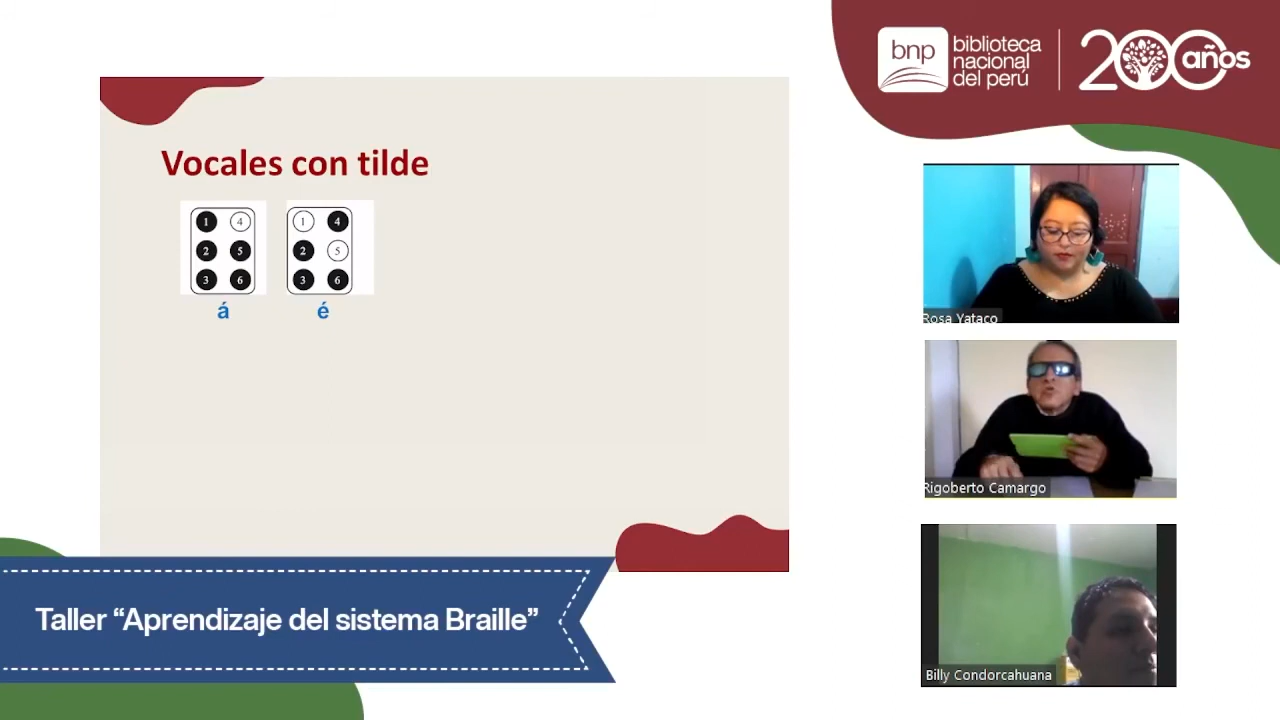 bnp
biblioteca
nacional
del perú
200 años
Vocales con tilde
1 4 1 4
2 5 2 5
3 6 3 6
á é
Rosa Yataco
Rigoberto Camargo
Billy Condorcahuana
Taller “Aprendizaje del sistema Braille”